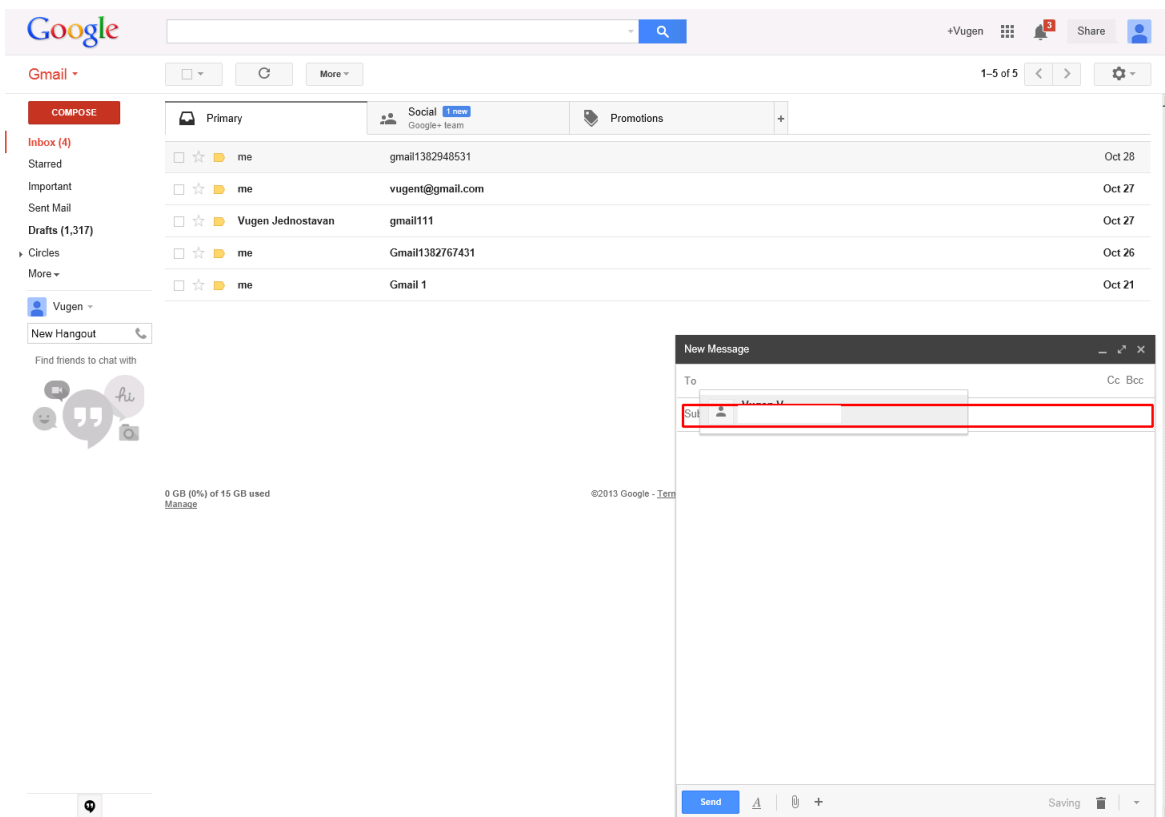 Google
+Vugen 3 Share
Gmail More 1–5 of 5
COMPOSE
Inbox (4)
Starred
Important
Sent Mail
Drafts (1,317)
Circles
More
Vugen
New Hangout
Find friends to chat with
hi
Primary Social 1 new Promotions +
Google+ team
me gmail1382948531 Oct 28
me vugent@gmail.com Oct 27
Vugen Jednostavan gmail111 Oct 27
me Gmail1382767431 Oct 26
me Gmail 1 Oct 21
0 GB (0%) of 15 GB used ©2013 Google -
Manage
New Message
To Cc Bcc
Send A + Saving